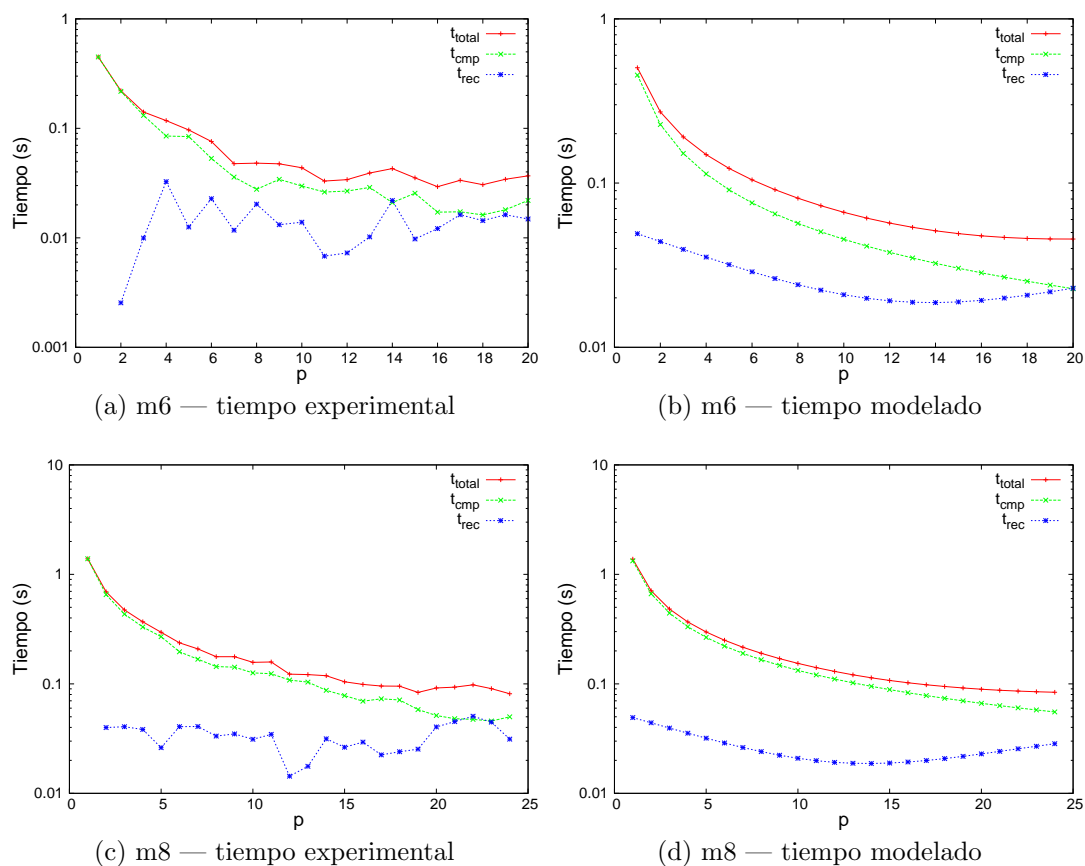 1
0.1
0.01
0.001
Tiempo (s)
t_total
t_cmp
t_rec
0 2 4 6 8 10 12 14 16 18 20
p
(a) m6 — tiempo experimental
1
0.1
0.01
Tiempo (s)
t_total
t_cmp
t_rec
0 2 4 6 8 10 12 14 16 18 20
p
(b) m6 — tiempo modelado
10
1
0.1
0.01
Tiempo (s)
t_total
t_cmp
t_rec
0 5 10 15 20 25
p
(c) m8 — tiempo experimental
10
1
0.1
0.01
Tiempo (s)
t_total
t_cmp
t_rec
0 5 10 15 20 25
p
(d) m8 — tiempo modelado